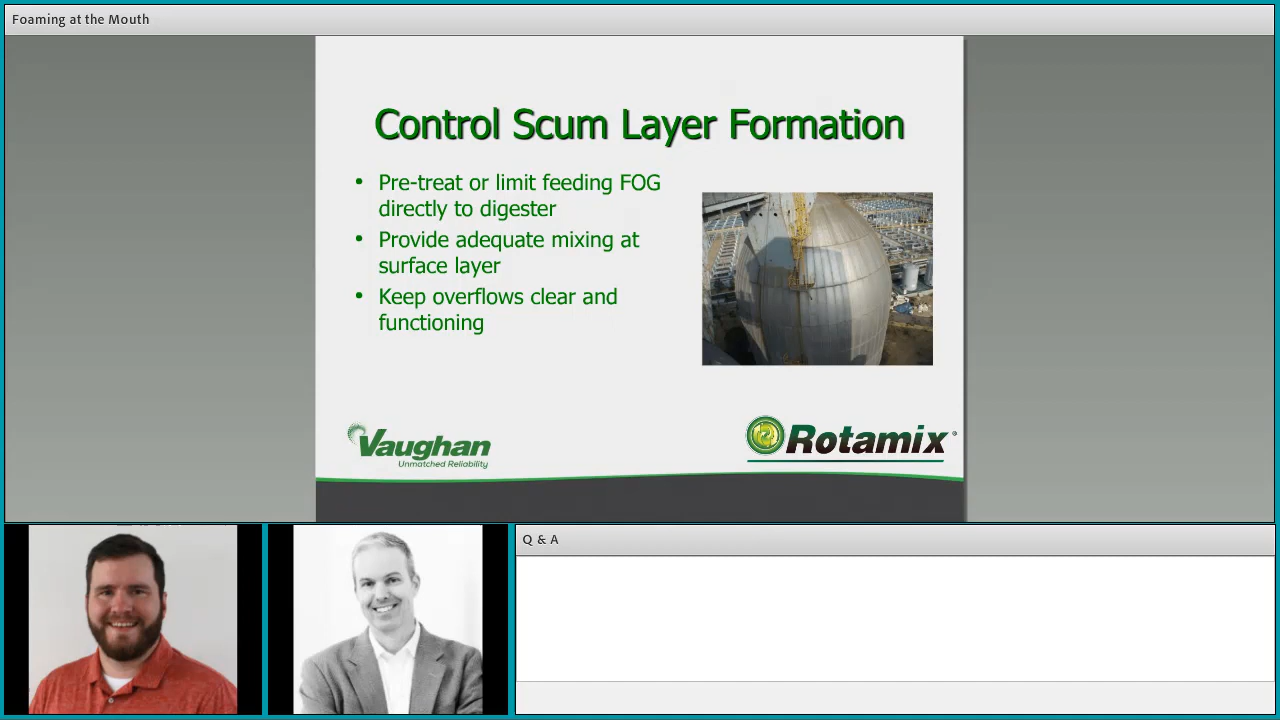 Foaming at the Mouth
Control Scum Layer Formation
• Pre-treat or limit feeding FOG
directly to digester
• Provide adequate mixing at
surface layer
• Keep overflows clear and
functioning
Vaughan
Unmatched Reliability
Rotamix®
Q & A